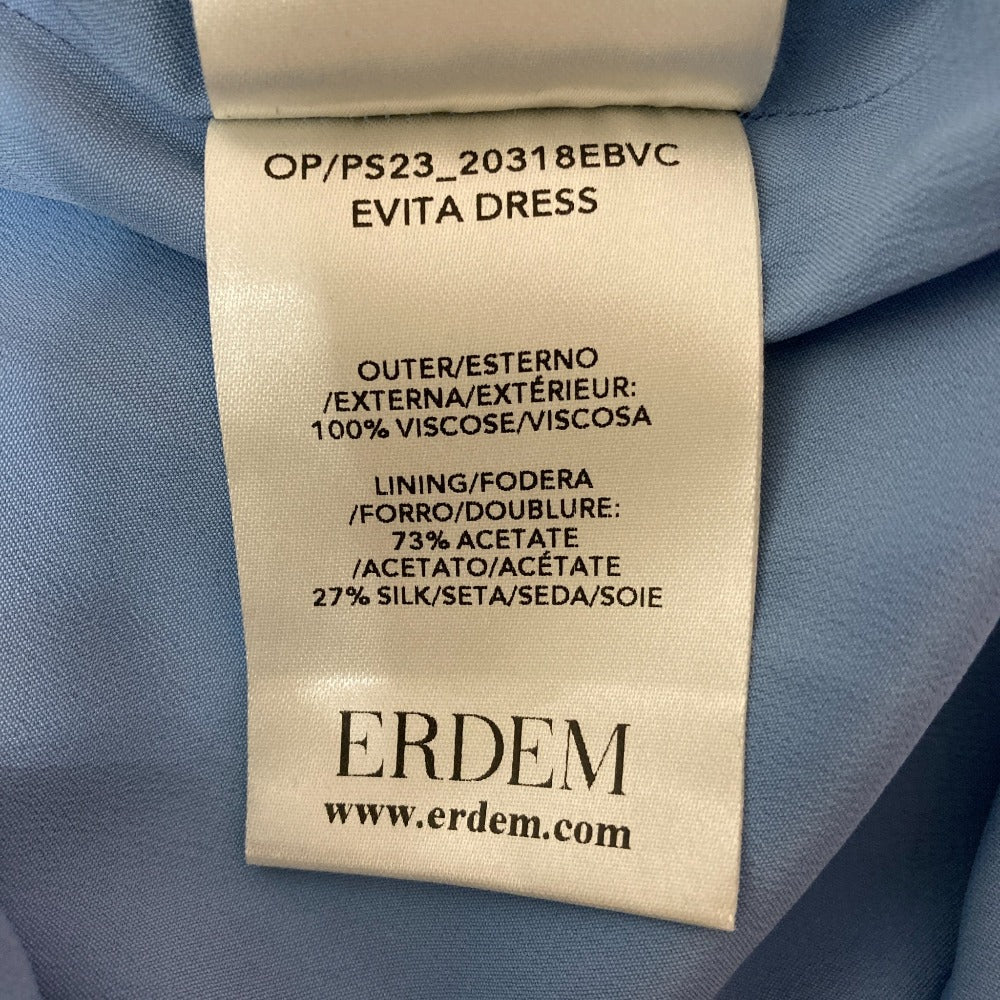 OP/PS23_20318EBVC
EVITA DRESS
OUTER/ESTERNO
/EXTERNA/EXTÉRIEUR:
100% VISCOSE/VISCOSA
LINING/FODERA
/FORRO/DOUBLURE:
73% ACETATE
/ACETATO/ACÉTATE
27% SILK/SETA/SEDA/SOIE
ERDEM
www.erdem.com